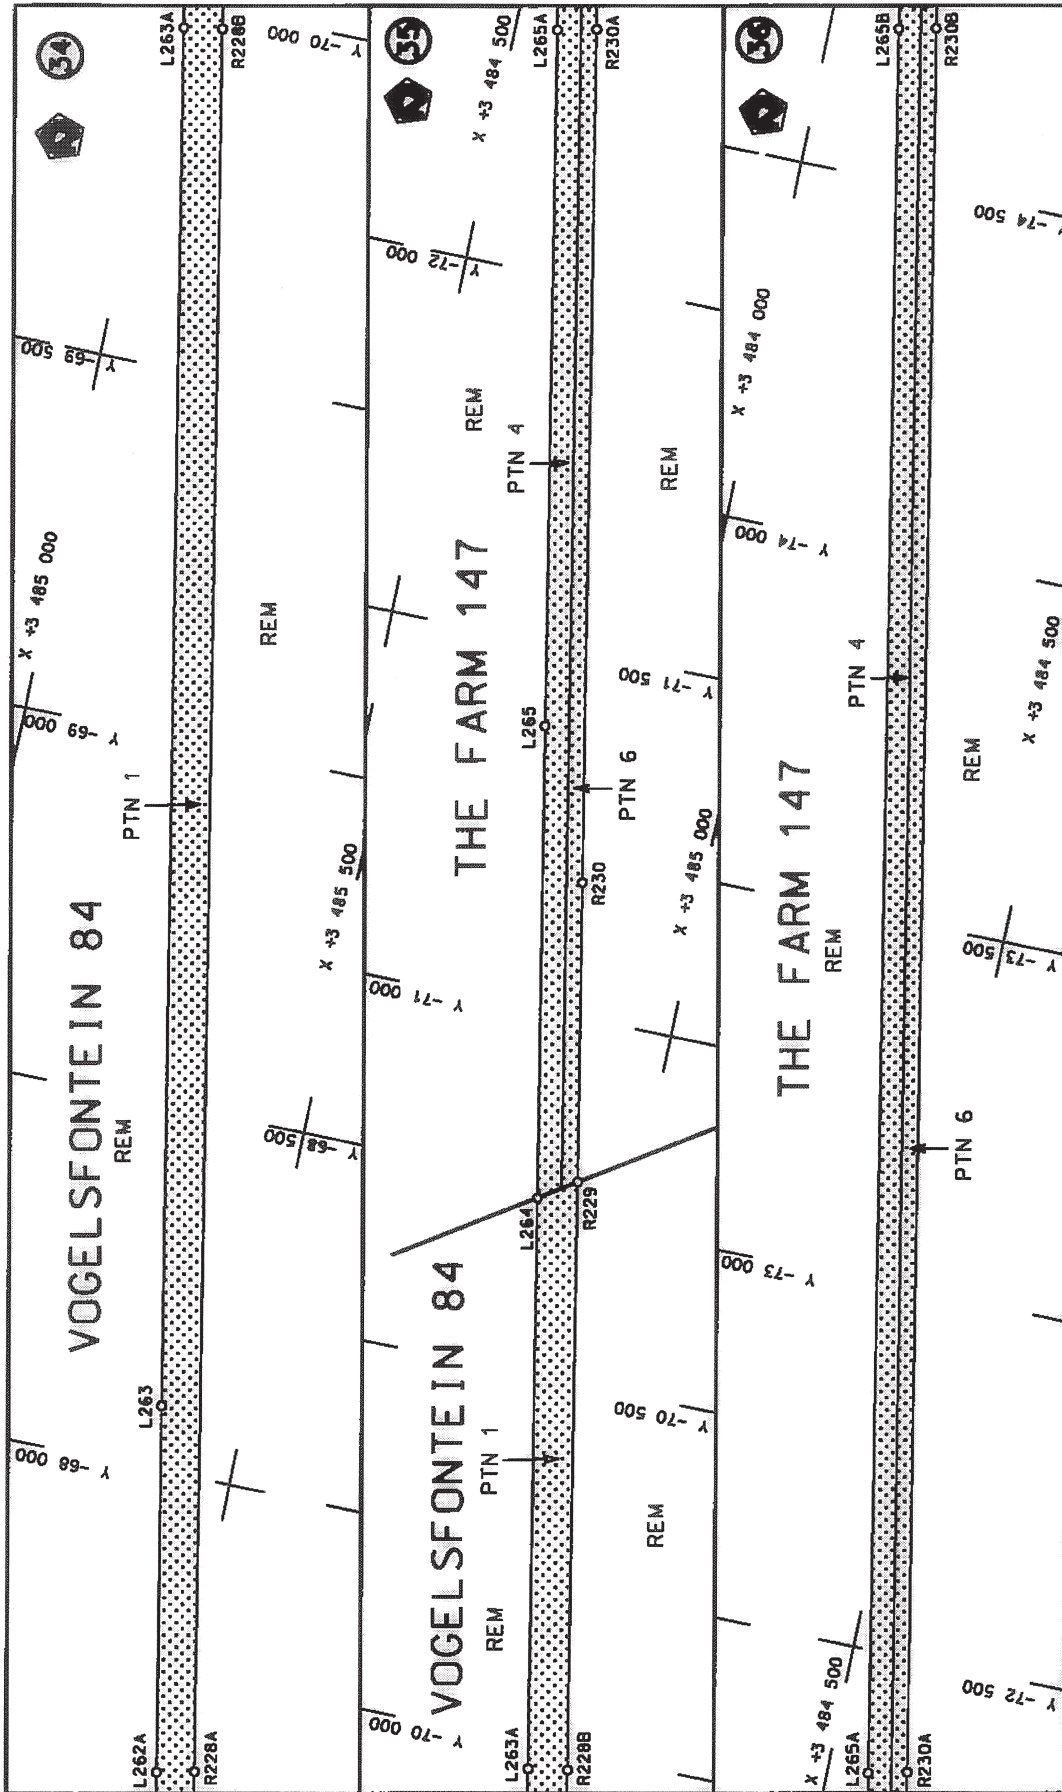 34
2
L262A
R228A
L263
L263A
R228B
VOGELSFONTEIN 84
REM
PTN 1
REM
Y -68 000
Y -68 500
Y -69 000
Y -69 500
Y -70 000
X +3 485 000
X +3 485 500
35
2
L263A
R228B
L264
R229
R230
L265
L265A
R230A
VOGELSFONTEIN 84
REM
PTN 1
REM
THE FARM 147
REM
PTN 4
PTN 6
REM
Y -70 000
Y -70 500
Y -71 000
Y -71 500
Y -72 000
X +3 485 000
X +3 484 500
36
2
L265A
R230A
L265B
R230B
THE FARM 147
REM
PTN 4
PTN 6
REM
Y -72 500
Y -73 000
Y -73 500
Y -74 000
Y -74 500
X +3 484 500
X +3 484 000
X +3 484 500